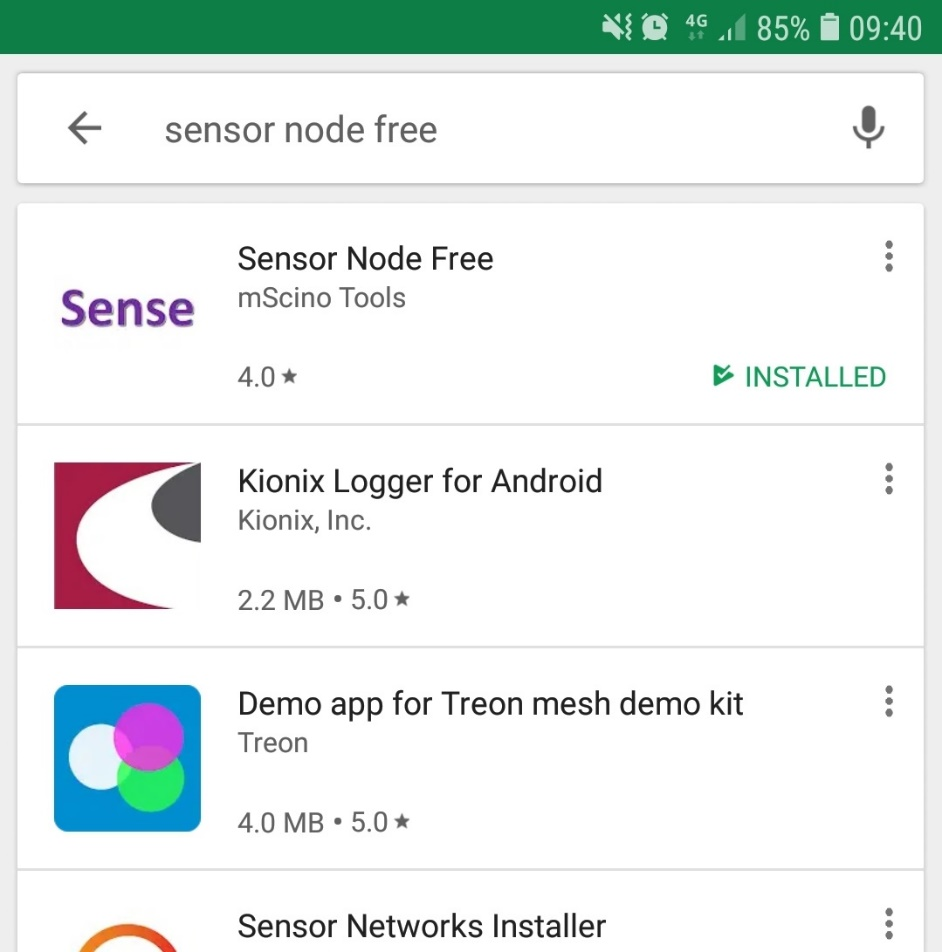 4G 85% 09:40
sensor node free
Sensor Node Free
mScino Tools
Sense
4.0 ★ INSTALLED
Kionix Logger for Android
Kionix, Inc.
2.2 MB • 5.0 ★
Demo app for Treon mesh demo kit
Treon
4.0 MB • 5.0 ★
Sensor Networks Installer